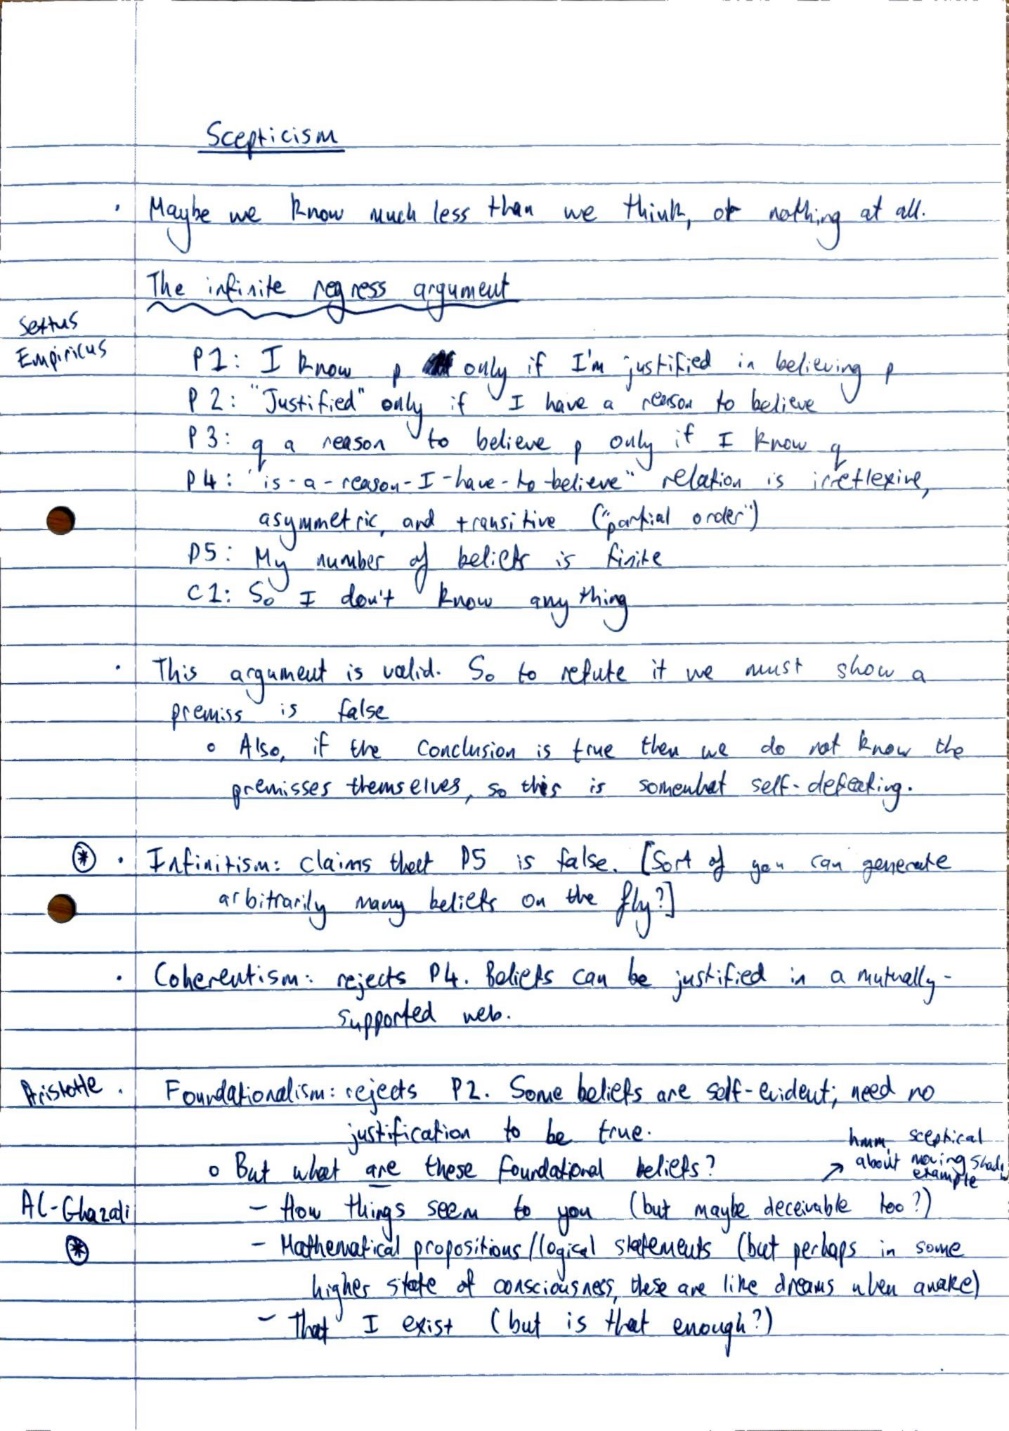 Scepticism
· Maybe we know much less than we think, or nothing at all.
The infinite regress argument
Sextus
Empiricus
P1: I know p only if I'm justified in believing p
P2: "Justified" only if I have a reason to believe
P3: q a reason to believe p only if I know q
P4: "is-a-reason-I-have-to-believe" relation is irreflexive,
asymmetric, and transitive ("partial order")
P5: My number of beliefs is finite
C1: So I don't know anything
· This argument is valid. So to refute it we must show a
premiss is false
o Also, if the conclusion is true then we do not know the
premisses themselves, so this is somewhat self-defeating.
⊛ · Infinitism: claims that P5 is false. [Sort of you can generate
arbitrarily many beliefs on the fly?]
· Coherentism: rejects P4. Beliefs can be justified in a mutually-
supported web.
Aristotle · Foundationalism: rejects P2. Some beliefs are self-evident; need no
justification to be true.
hmm, sceptical
about moving
example
o But what are these foundational beliefs? ↗
Al-Ghazali
- How things seem to you (but maybe deceivable too?)
⊛ - Mathematical propositions/logical statements (but perhaps in some
higher state of consciousness, these are like dreams when awake)
- That I exist (but is that enough?)